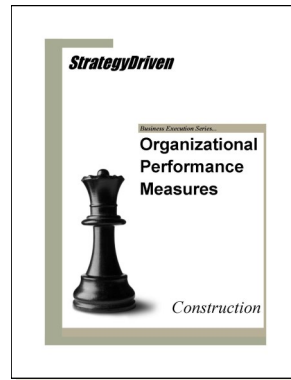 StrategyDriven
Business Execution Series...
Organizational
Performance
Measures
Construction